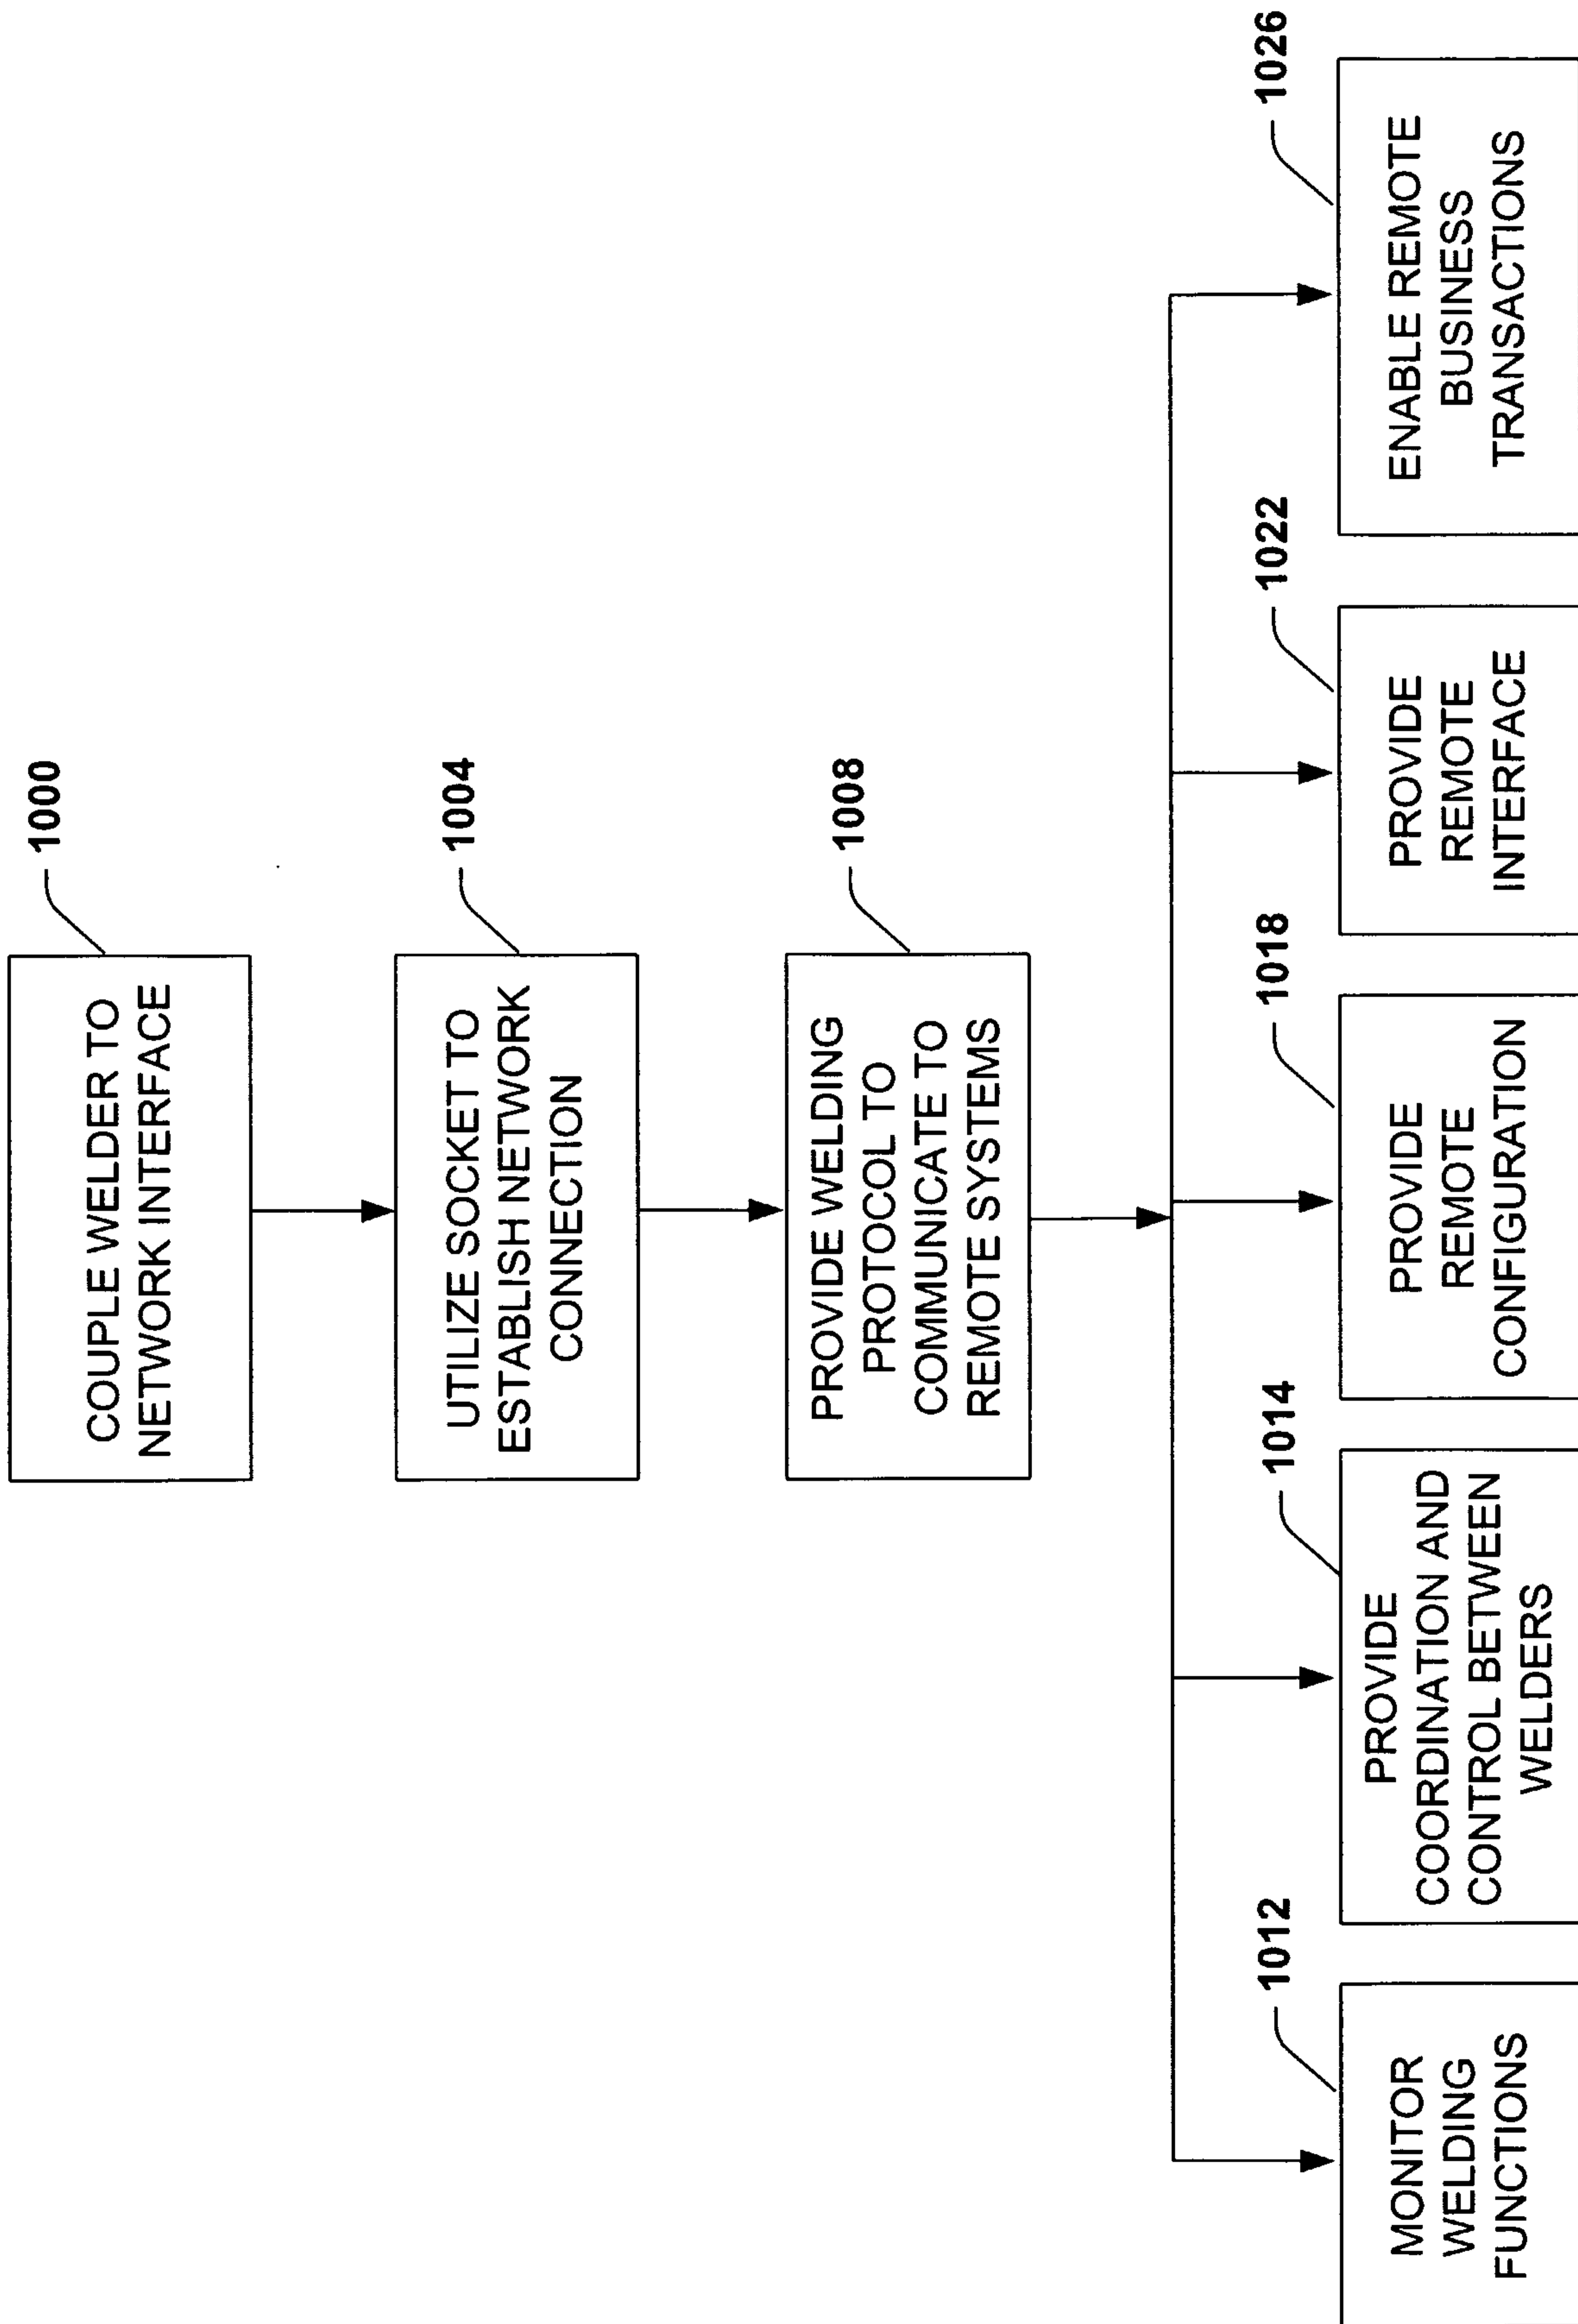 1000
COUPLE WELDER TO
NETWORK INTERFACE
1004
UTILIZE SOCKET TO
ESTABLISH NETWORK
CONNECTION
1008
PROVIDE WELDING
PROTOCOL TO
COMMUNICATE TO
REMOTE SYSTEMS
1012
MONITOR
WELDING
FUNCTIONS
1014
PROVIDE
COORDINATION AND
CONTROL BETWEEN
WELDERS
1018
PROVIDE
REMOTE
CONFIGURATION
1022
PROVIDE
REMOTE
INTERFACE
1026
ENABLE REMOTE
BUSINESS
TRANSACTIONS